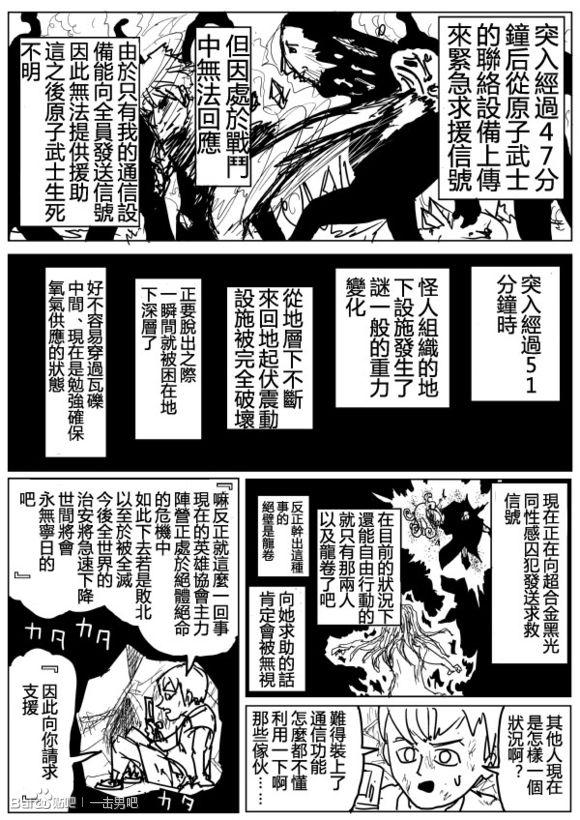 突入經過47分
鐘后從原子武士
的聯絡設備上傳
來緊急求援信號
但因處於戰鬥
中無法回應
由於只有我的通信設
備能向全員發送信號
因此無法提供援助
這之後原子武士生死
不明
突入經過51
分鐘時
怪人組織的地
下設施發生了
謎一般的重力
變化
從地層下不斷
來回地起伏震動
設施被完全破壞
正要脫出之際
一瞬間就被困在地
下深層了
好不容易穿過瓦礫
中間、現在是勉強確保
氧氣供應的狀態
現在正在向超合金黑光
同性感囚犯發送求救
信號
在目前的狀況下
還能自由行動的
就只有那兩人
以及龍卷了吧
反正幹出這種
事的
絕壁是龍卷
向她求助的話
肯定會被無視
『嘛反正就這麼一回事
現在的英雄協會主力
陣營正處於絕體絕命
的危機中
如此下去若是敗北
以至於被全滅
今後全世界的
治安將急速下降
世間將會
永無寧日的
吧 』
カタ
カタ
『因此向你請求
支援 』
其他人現在
是怎樣一個
狀況啊?
難得裝上了
通信功能
怎麼都不懂
利用一下啊
那些傢伙……
Bai 貼吧 | 一击男吧